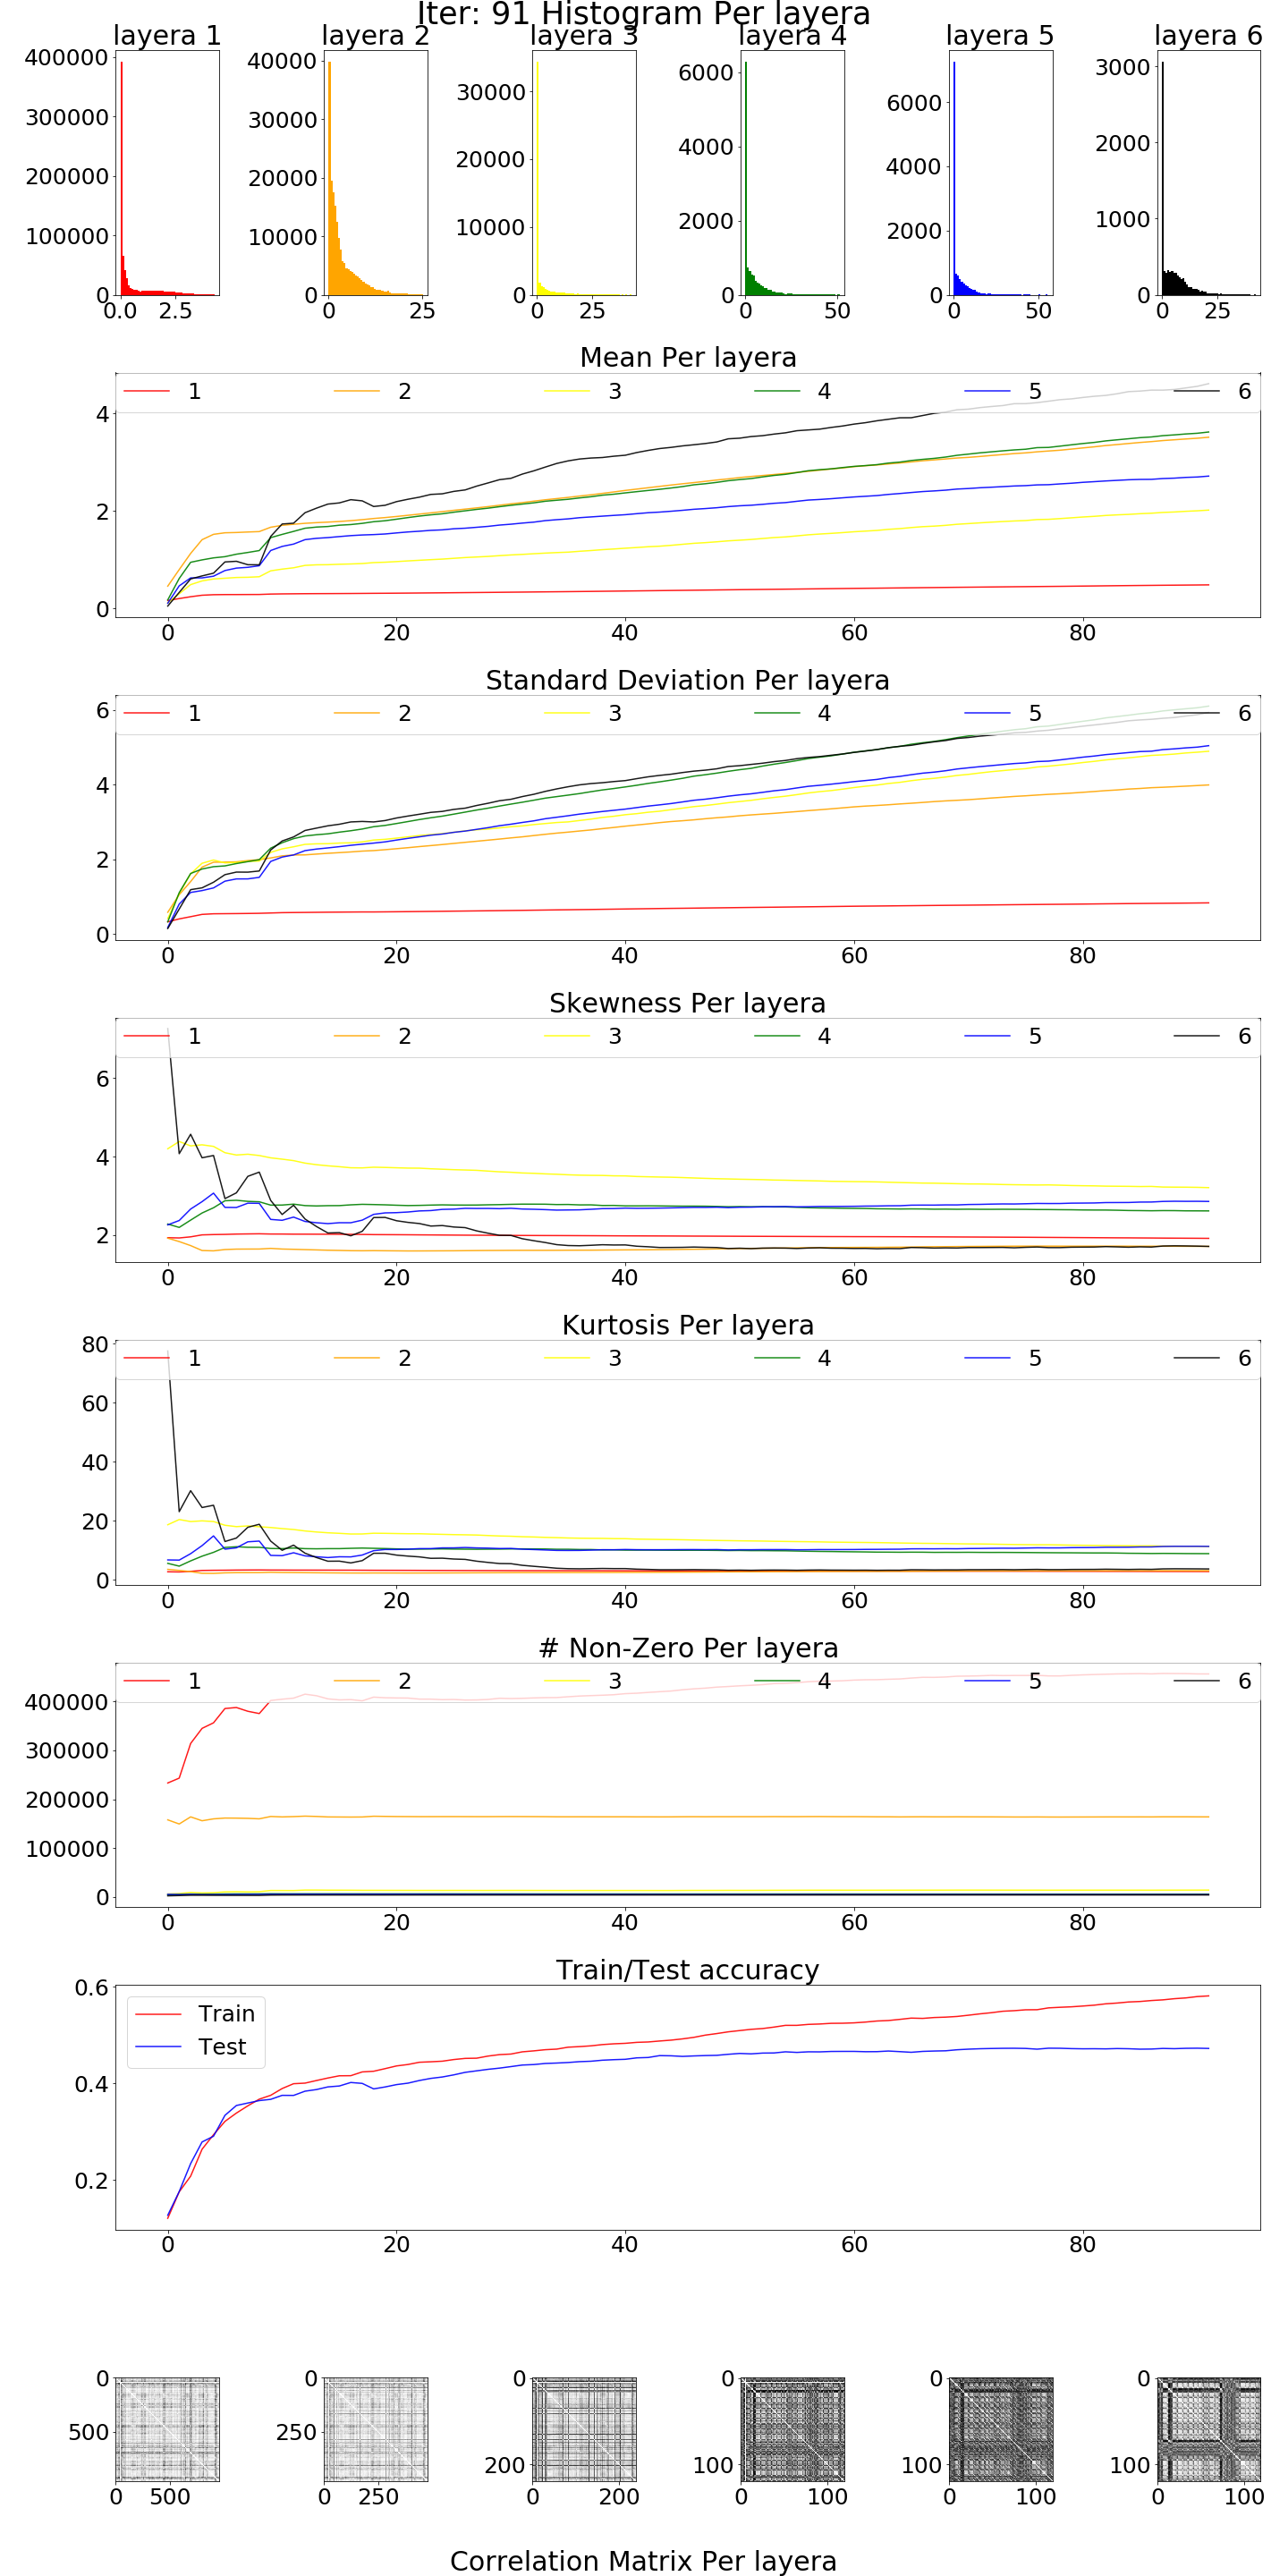 Iter: 91 Histogram Per layera
layera 1 layera 2 layera 3 layera 4 layera 5 layera 6
400000 300000 200000 100000 0
0.0 2.5
40000 30000 20000 10000 0
0 25
30000 20000 10000 0
0 25
6000 4000 2000 0
0 50
6000 4000 2000 0
0 50
3000 2000 1000 0
0 25
Mean Per layera
1 2 3 4 5 6
4
2
0
0 20 40 60 80
Standard Deviation Per layera
1 2 3 4 5 6
6
4
2
0
0 20 40 60 80
Skewness Per layera
1 2 3 4 5 6
6
4
2
0 20 40 60 80
Kurtosis Per layera
1 2 3 4 5 6
80
60
40
20
0
0 20 40 60 80
# Non-Zero Per layera
1 2 3 4 5 6
400000
300000
200000
100000
0
0 20 40 60 80
Train/Test accuracy
Train
Test
0.6
0.4
0.2
0 20 40 60 80
0 500
0 500
0 250
0 250
0 200
0 200
0 100
0 100
0 100
0 100
0 100
0 100
Correlation Matrix Per layera